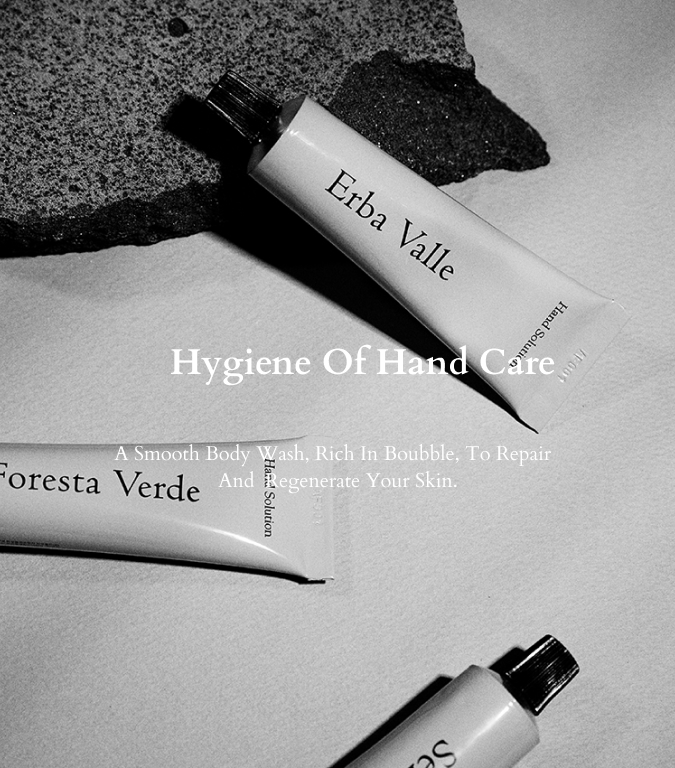 Erba Valle
Hand Solution
Hygiene Of Hand Care
A Smooth Body Wash, Rich In Boubble, To Repair
And Regenerate Your Skin.
Foresta Verde
Hand Solution